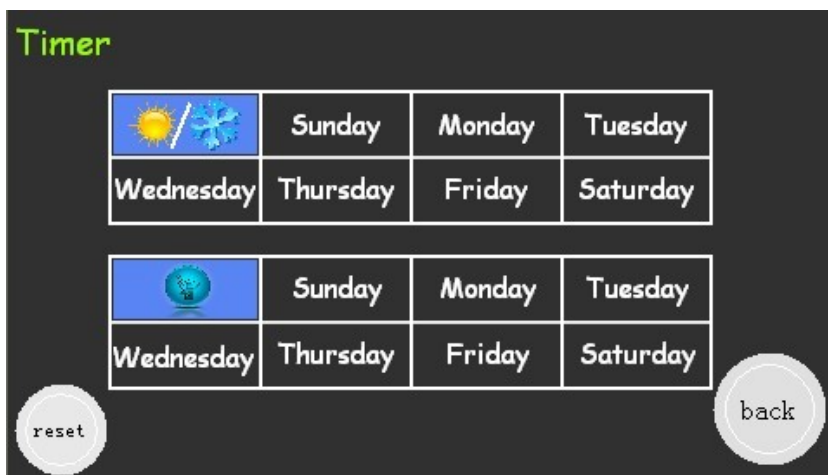 Timer
/ Sunday Monday Tuesday
Wednesday Thursday Friday Saturday
Sunday Monday Tuesday
Wednesday Thursday Friday Saturday
reset
back